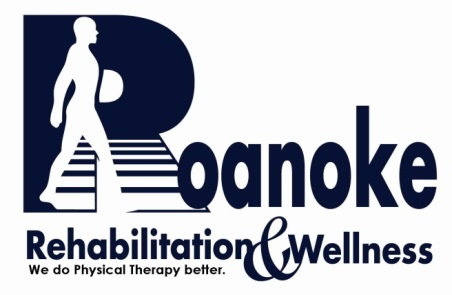 Roanoke
Rehabilitation & Wellness
We do Physical Therapy better.